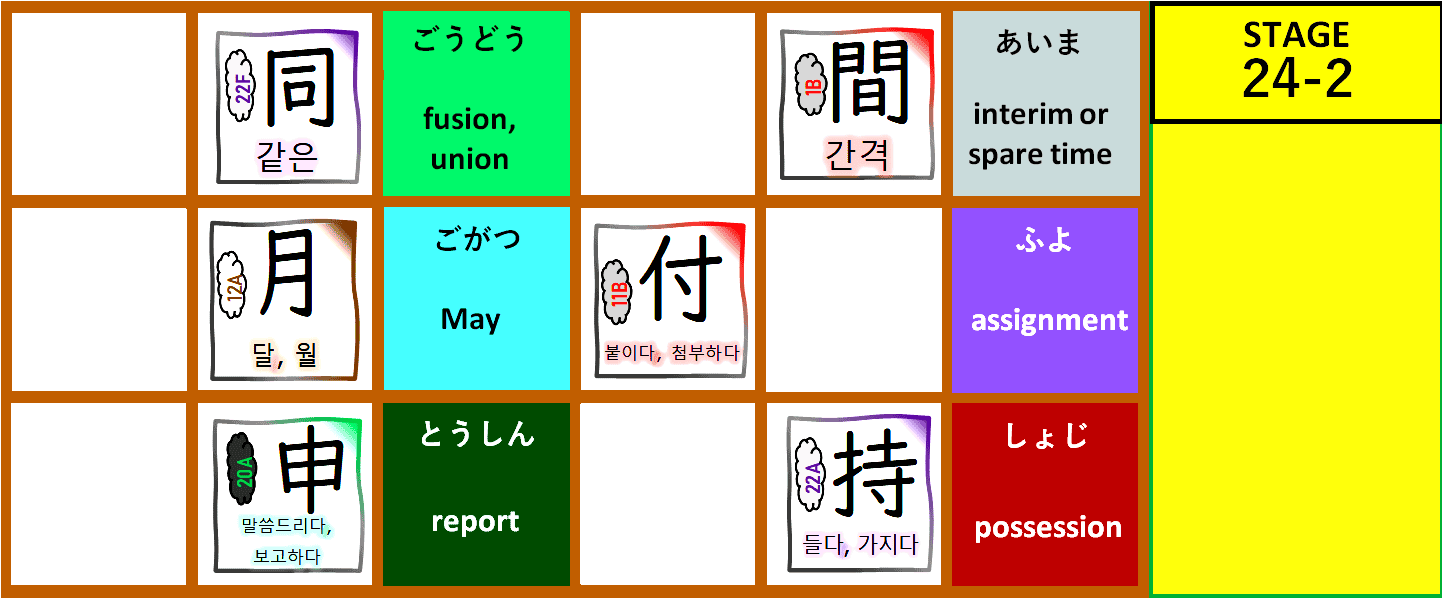 22F
同
같은
ごうどう
fusion,
union
1B
間
간격
あいま
interim or
spare time
STAGE
24-2
12A
月
달, 월
ごがつ
May
11B
付
붙이다, 첨부하다
ふよ
assignment
20A
申
말씀드리다,
보고하다
とうしん
report
22A
持
들다, 가지다
しょじ
possession